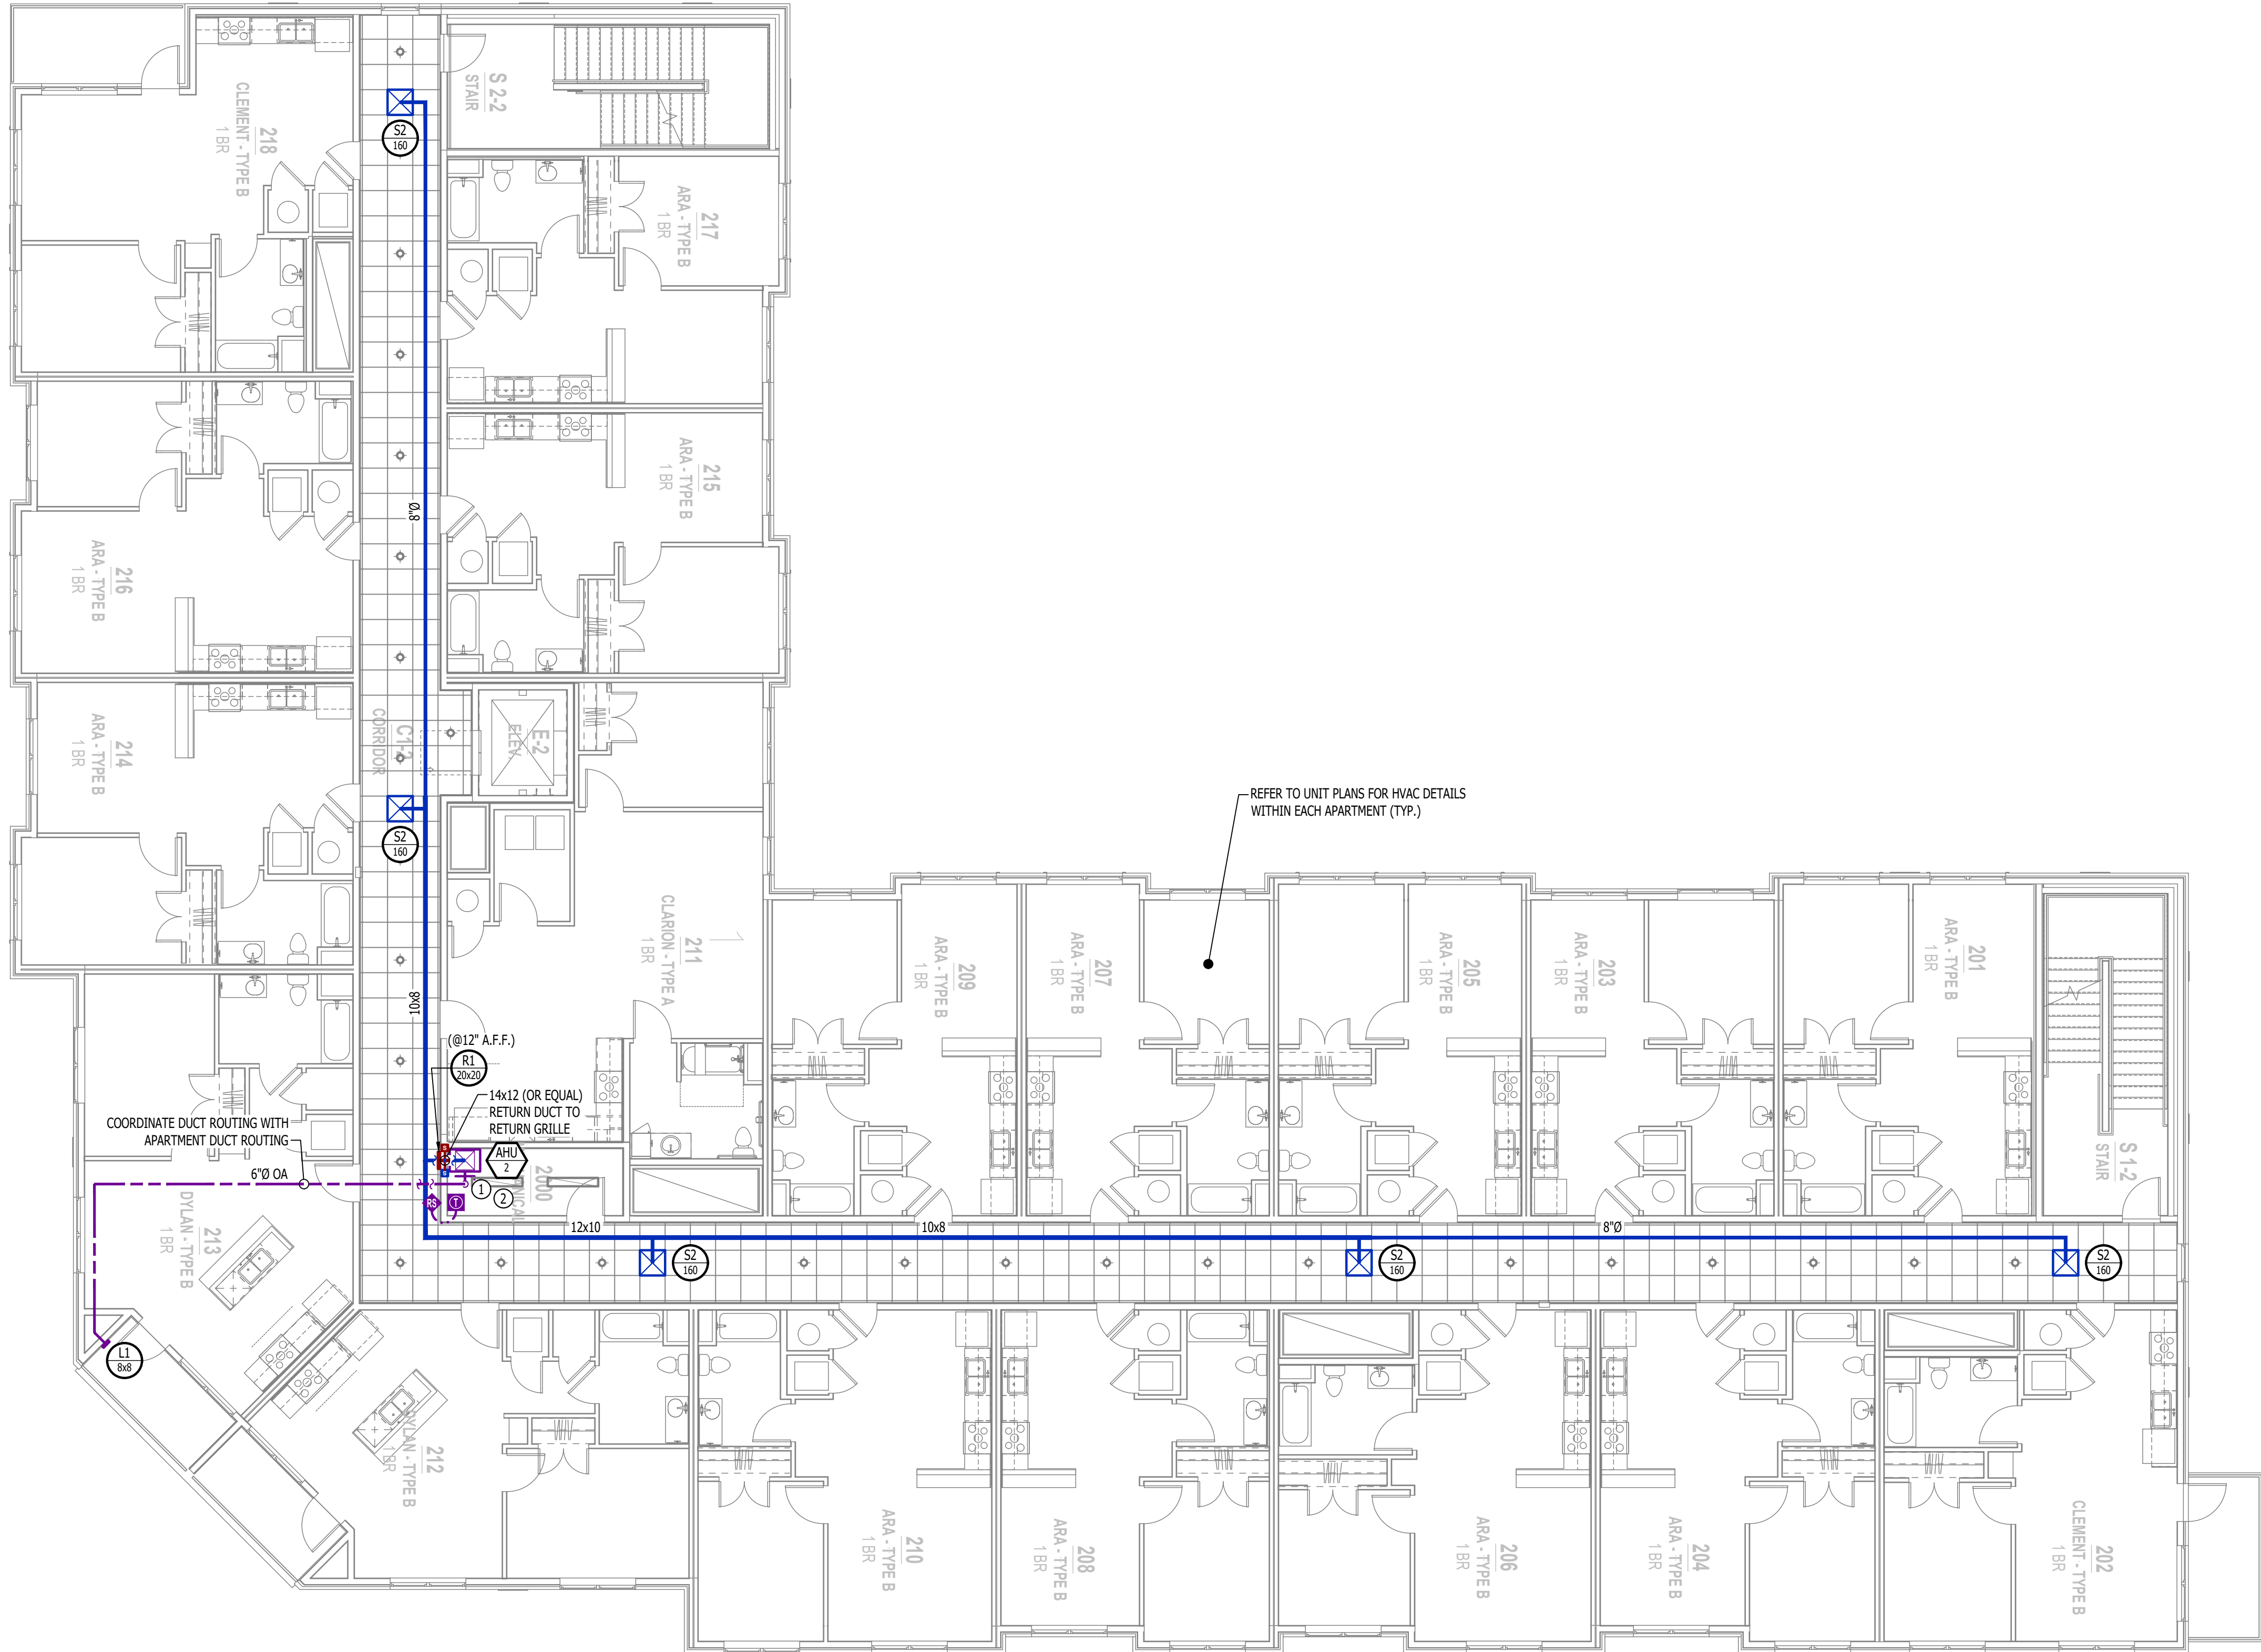 S 2-2
STAIR
S2
160
218
CLEMENT - TYPE B
1 BR
217
ARA - TYPE B
1 BR
215
ARA - TYPE B
1 BR
8"Ø
216
ARA - TYPE B
1 BR
214
ARA - TYPE B
1 BR
C1-2
CORRIDOR
E-2
ELEV.
S2
160
REFER TO UNIT PLANS FOR HVAC DETAILS
WITHIN EACH APARTMENT (TYP.)
211
CLARION - TYPE A
1 BR
1
209
ARA - TYPE B
1 BR
207
ARA - TYPE B
1 BR
205
ARA - TYPE B
1 BR
203
ARA - TYPE B
1 BR
201
ARA - TYPE B
1 BR
10x8
(@12" A.F.F.)
R1
20x20
14x12 (OR EQUAL)
RETURN DUCT TO
RETURN GRILLE
COORDINATE DUCT ROUTING WITH
APARTMENT DUCT ROUTING
6"Ø OA
S
S
AHU
2
1
2
RS
T
2000
S 1-2
STAIR
213
DYLAN - TYPE B
1 BR
12x10
10x8
8"Ø
S2
160
S2
160
S2
160
L1
8x8
212
DYLAN - TYPE B
1 BR
210
ARA - TYPE B
1 BR
208
ARA - TYPE B
1 BR
206
ARA - TYPE B
1 BR
204
ARA - TYPE B
1 BR
202
CLEMENT - TYPE B
1 BR